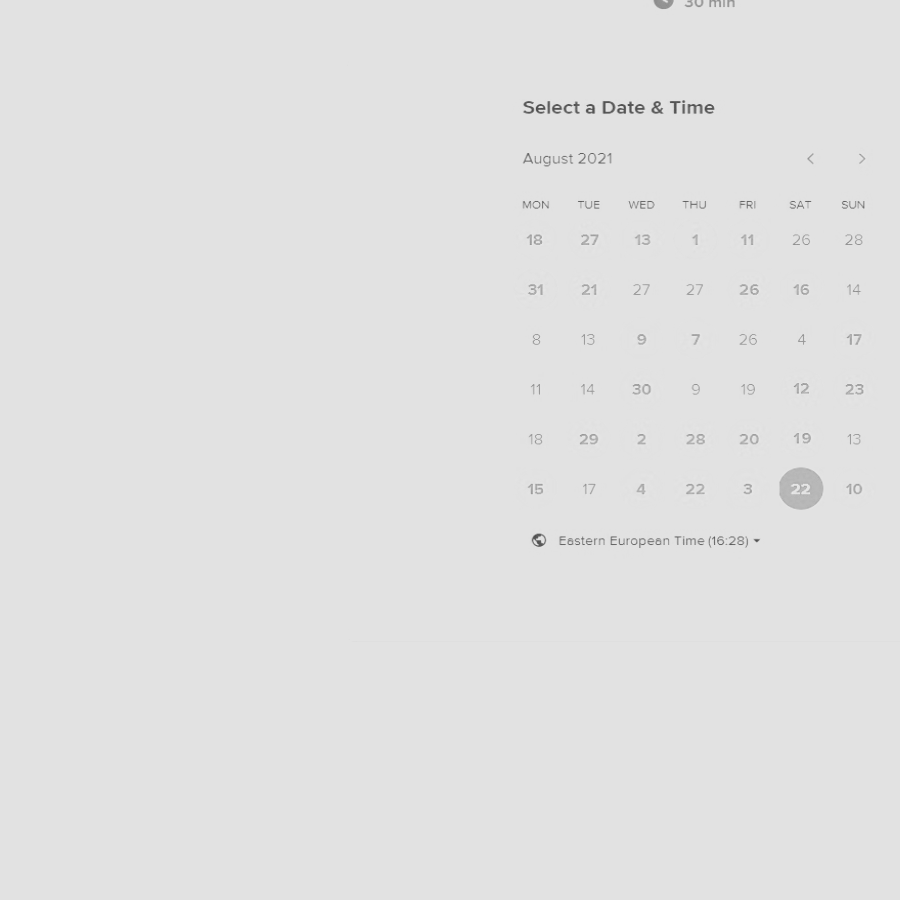 30 min
Select a Date & Time
August 2021
MON TUE WED THU FRI SAT SUN
18 27 13 1 11 26 28
31 21 27 27 26 16 14
8 13 9 7 26 4 17
11 14 30 9 19 12 23
18 29 2 28 20 19 13
15 17 4 22 3 22 10
Eastern European Time (16:28)